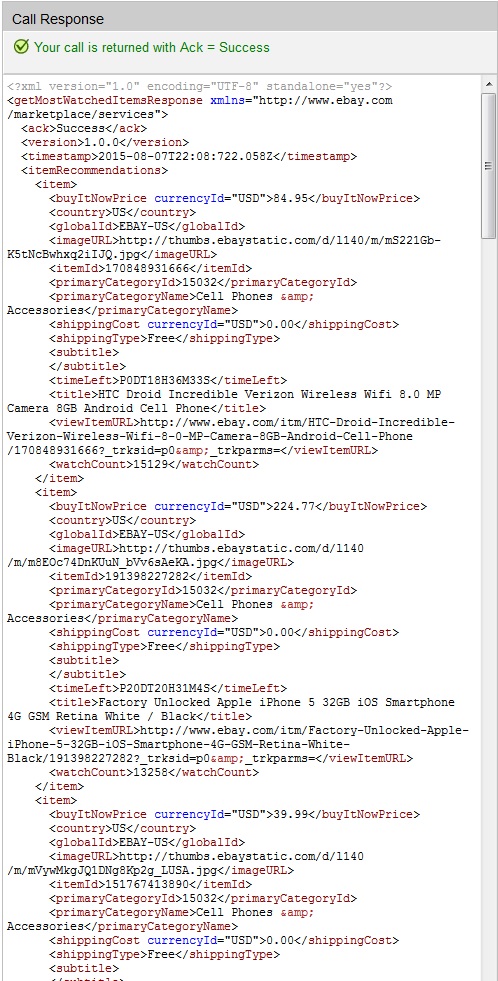 Call Response
Your call is returned with Ack = Success
<?xml version="1.0" encoding="UTF-8" standalone="yes"?>
<getMostWatchedItemsResponse xmlns="http://www.ebay.com
/marketplace/services">
<ack>Success</ack>
<version>1.0.0</version>
<timestamp>2015-08-07T22:08:722.058Z</timestamp>
<itemRecommendations>
<item>
<buyItNowPrice currencyId="USD">84.95</buyItNowPrice>
<country>US</country>
<globalId>EBAY-US</globalId>
<imageURL>http://thumbs.ebaystatic.com/d/l140/m/mS221Gb-
K5tNcBwhxq2iIJQ.jpg</imageURL>
<itemId>170848931666</itemId>
<primaryCategoryId>15032</primaryCategoryId>
<primaryCategoryName>Cell Phones &amp;
Accessories</primaryCategoryName>
<shippingCost currencyId="USD">0.00</shippingCost>
<shippingType>Free</shippingType>
<subtitle>
</subtitle>
<timeLeft>P0DT18H36M33S</timeLeft>
<title>HTC Droid Incredible Verizon Wireless Wifi 8.0 MP
Camera 8GB Android Cell Phone</title>
<viewItemURL>http://www.ebay.com/itm/HTC-Droid-Incredible-
Verizon-Wireless-Wifi-8-0-MP-Camera-8GB-Android-Cell-Phone
/170848931666?_trksid=p0&amp;_trkparms=</viewItemURL>
<watchCount>15129</watchCount>
</item>
<item>
<buyItNowPrice currencyId="USD">224.77</buyItNowPrice>
<country>US</country>
<globalId>EBAY-US</globalId>
<imageURL>http://thumbs.ebaystatic.com/d/l140
/m/m8EOc74DnKUuN_bVv6sAeKA.jpg</imageURL>
<itemId>191398227282</itemId>
<primaryCategoryId>15032</primaryCategoryId>
<primaryCategoryName>Cell Phones &amp;
Accessories</primaryCategoryName>
<shippingCost currencyId="USD">0.00</shippingCost>
<shippingType>Free</shippingType>
<subtitle>
</subtitle>
<timeLeft>P20DT20H31M4S</timeLeft>
<title>Factory Unlocked Apple iPhone 5 32GB iOS Smartphone
4G GSM Retina White / Black</title>
<viewItemURL>http://www.ebay.com/itm/Factory-Unlocked-Apple-
iPhone-5-32GB-iOS-Smartphone-4G-GSM-Retina-White-
Black/191398227282?_trksid=p0&amp;_trkparms=</viewItemURL>
<watchCount>13258</watchCount>
</item>
<item>
<buyItNowPrice currencyId="USD">39.99</buyItNowPrice>
<country>US</country>
<globalId>EBAY-US</globalId>
<imageURL>http://thumbs.ebaystatic.com/d/l140
/m/mVywMkgJQ1DNg8Kp2g_LUSA.jpg</imageURL>
<itemId>151767413890</itemId>
<primaryCategoryId>15032</primaryCategoryId>
<primaryCategoryName>Cell Phones &amp;
Accessories</primaryCategoryName>
<shippingCost currencyId="USD">0.00</shippingCost>
<shippingType>Free</shippingType>
<subtitle>